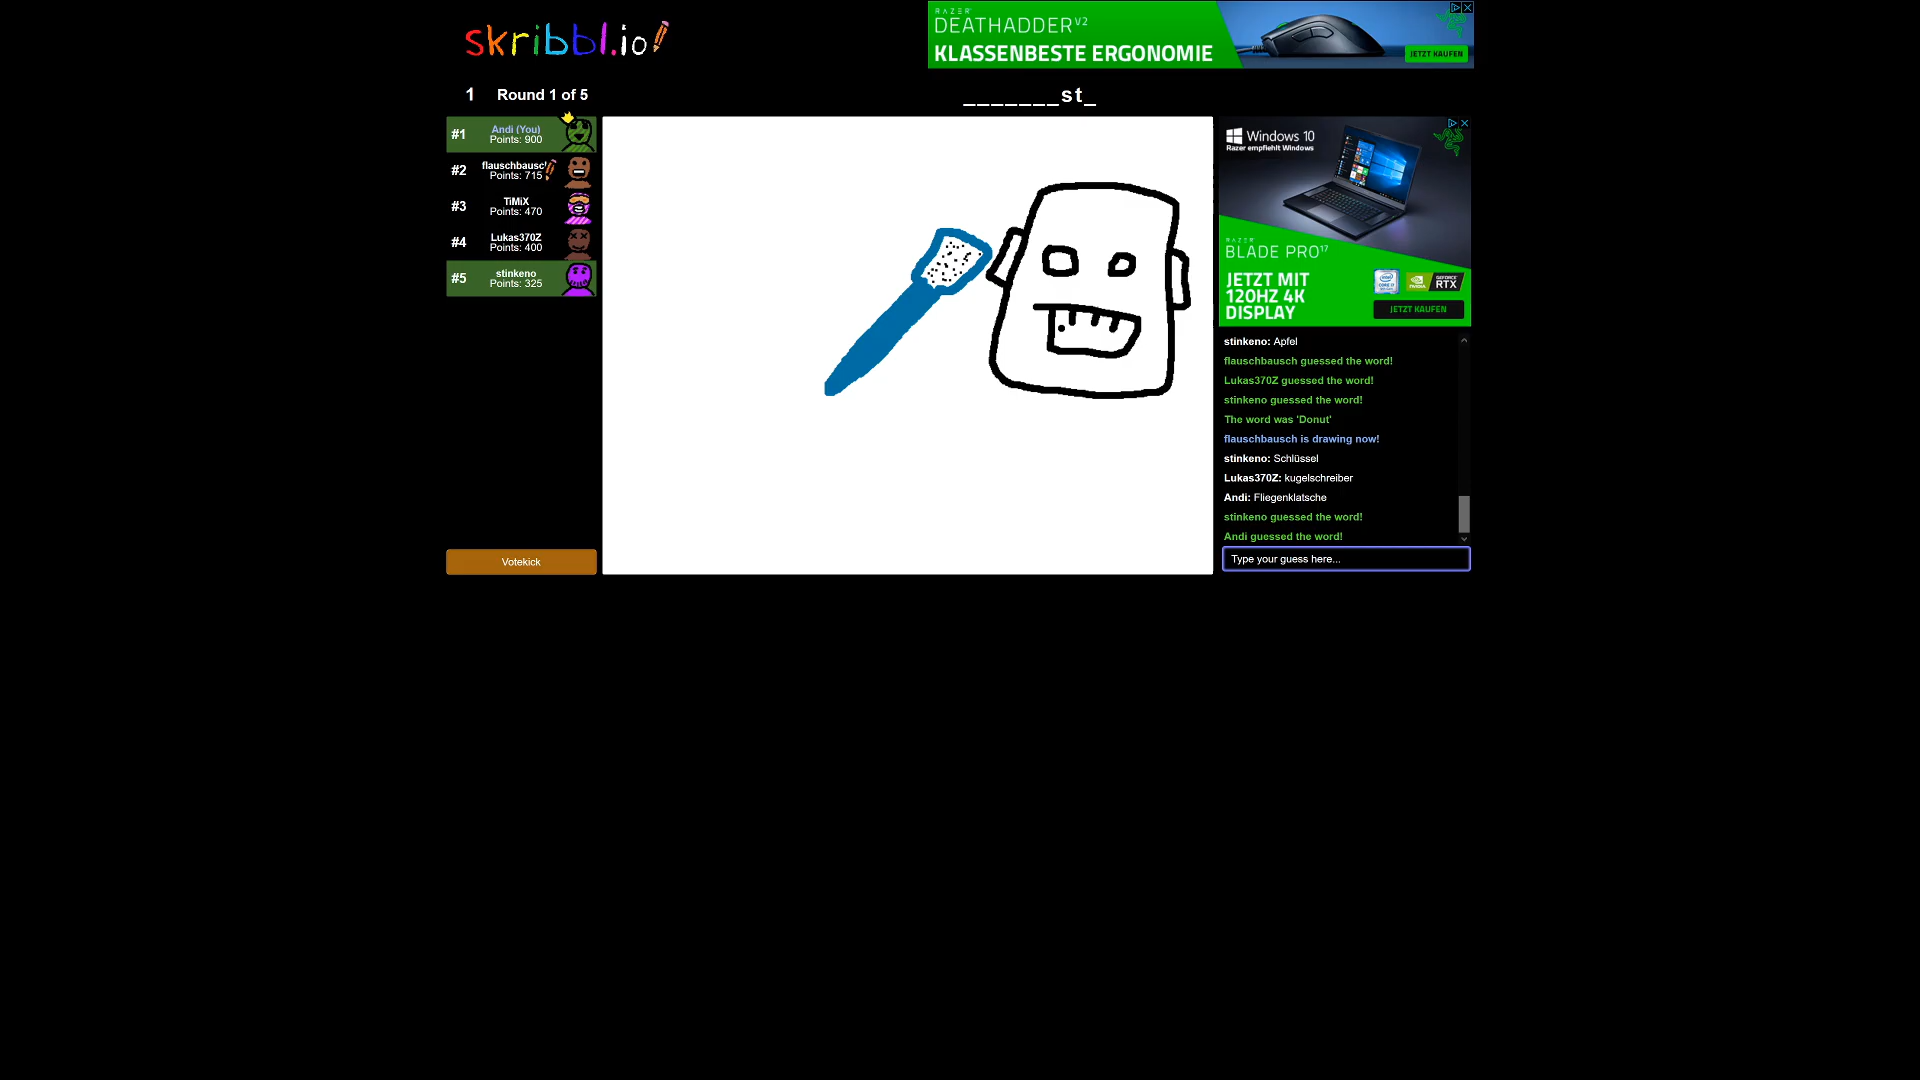 skribbl.io
RAZER
DEATHADDER V2
KLASSENBESTE ERGONOMIE
JETZT KAUFEN
1
Round 1 of 5
_______st_
#1
Andi (You)
Points: 900
#2
flauschbausc
Points: 715
#3
TiMiX
Points: 470
#4
Lukas370Z
Points: 400
#5
stinkeno
Points: 325
Votekick
Windows 10
Razer empfiehlt Windows
RAZER
BLADE PRO 17
JETZT MIT
120HZ 4K
DISPLAY
GEFORCE
RTX
JETZT KAUFEN
stinkeno: Apfel
flauschbausch guessed the word!
Lukas370Z guessed the word!
stinkeno guessed the word!
The word was 'Donut'
flauschbausch is drawing now!
stinkeno: Schlüssel
Lukas370Z: kugelschreiber
Andi: Fliegenklatsche
stinkeno guessed the word!
Andi guessed the word!
Type your guess here...